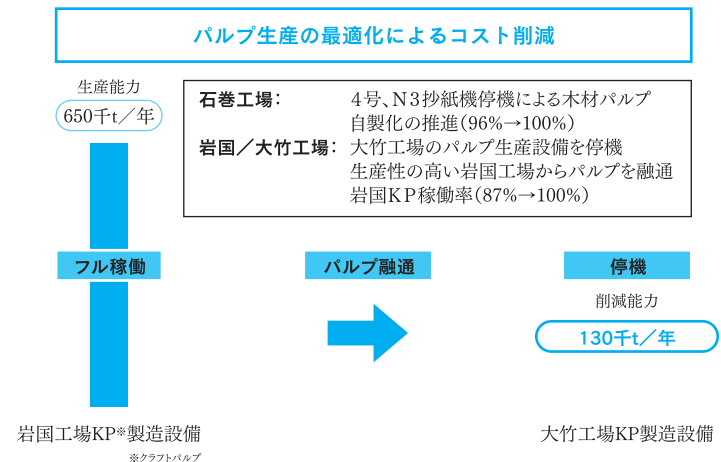 パルプ生産の最適化によるコスト削減
生産能力
650千t／年
石巻工場： 4号、N3抄紙機停機による木材パルプ
自製化の推進（96%→100%）
岩国／大竹工場： 大竹工場のパルプ生産設備を停機
生産性の高い岩国工場からパルプを融通
岩国KP稼働率（87%→100%）
フル稼働
パルプ融通
停機
削減能力
130千t／年
岩国工場KP※製造設備
※クラフトパルプ
大竹工場KP製造設備